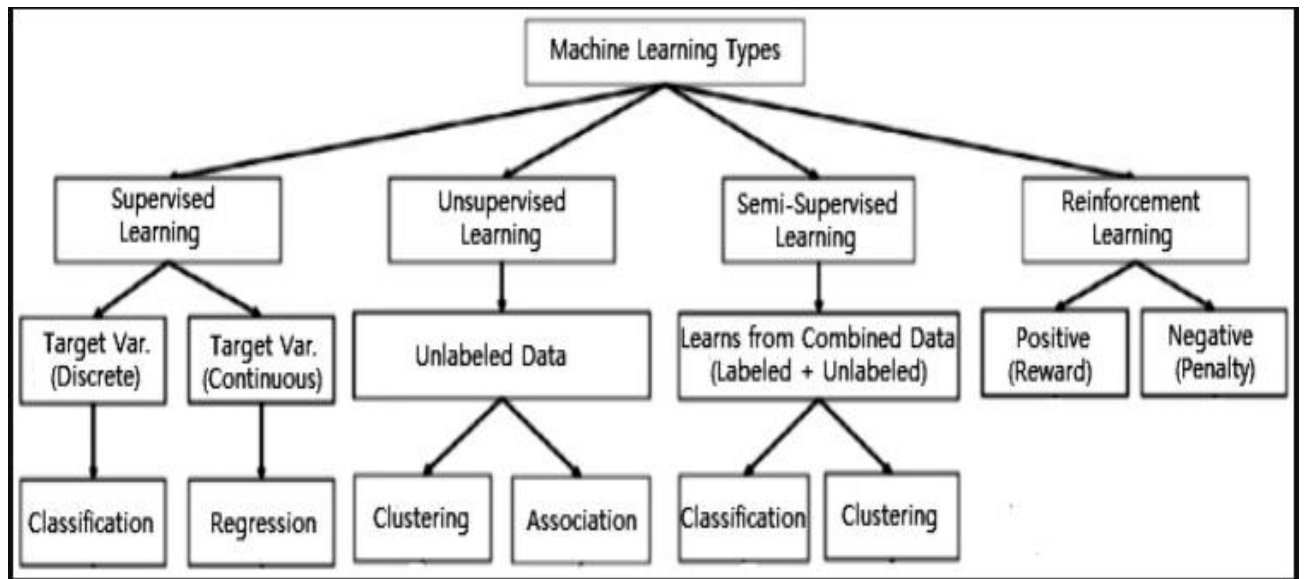 Machine Learning Types
Supervised
Learning
Unsupervised
Learning
Semi-Supervised
Learning
Reinforcement
Learning
Target Var.
(Discrete)
Target Var.
(Continuous)
Unlabeled Data
Learns from Combined Data
(Labeled + Unlabeled)
Positive
(Reward)
Negative
(Penalty)
Classification
Regression
Clustering
Association
Classification
Clustering